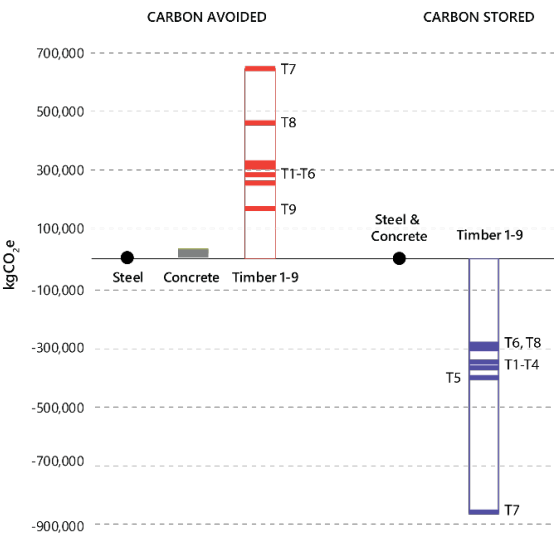 CARBON AVOIDED
CARBON STORED
700,000
500,000
300,000
100,000
-100,000
-300,000
-500,000
-700,000
-900,000
kgCO₂e
T7
T8
T1-T6
T9
Steel
Concrete
Timber 1-9
Steel &
Concrete
Timber 1-9
T6, T8
T1-T4
T5
T7